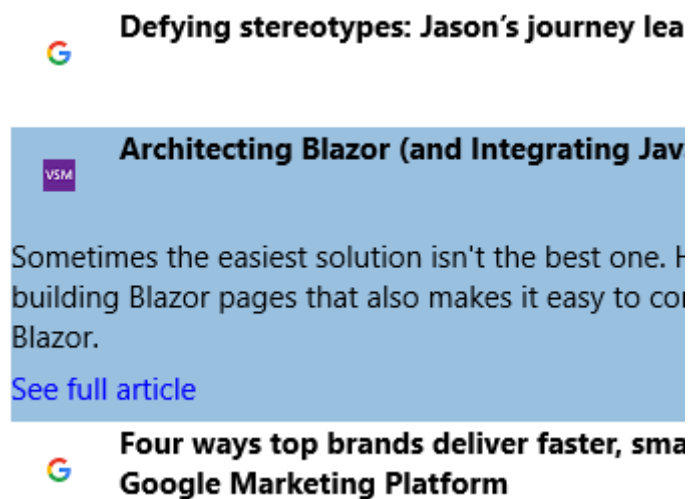 Defying stereotypes: Jason's journey lea
G
Architecting Blazor (and Integrating Jav
VSM
Sometimes the easiest solution isn't the best one. H
building Blazor pages that also makes it easy to co
Blazor.
See full article
Four ways top brands deliver faster, sma
G
Google Marketing Platform